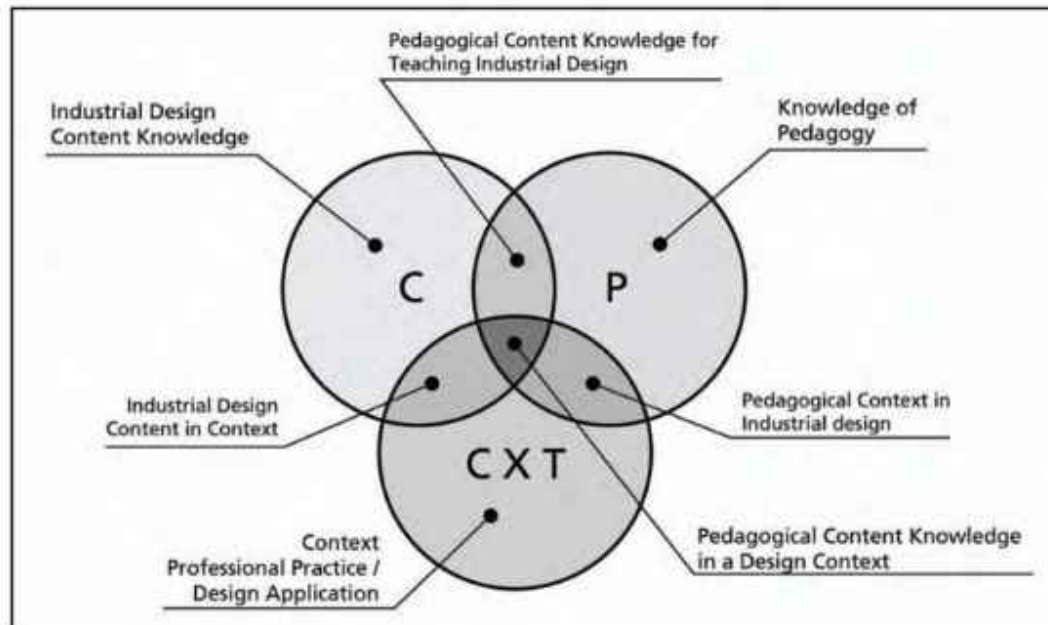 Pedagogical Content Knowledge for
Teaching Industrial Design
Industrial Design
Content Knowledge
Knowledge of
Pedagogy
C
P
Industrial Design
Content in Context
Pedagogical Context in
Industrial design
C X T
Context
Professional Practice /
Design Application
Pedagogical Content Knowledge
in a Design Context